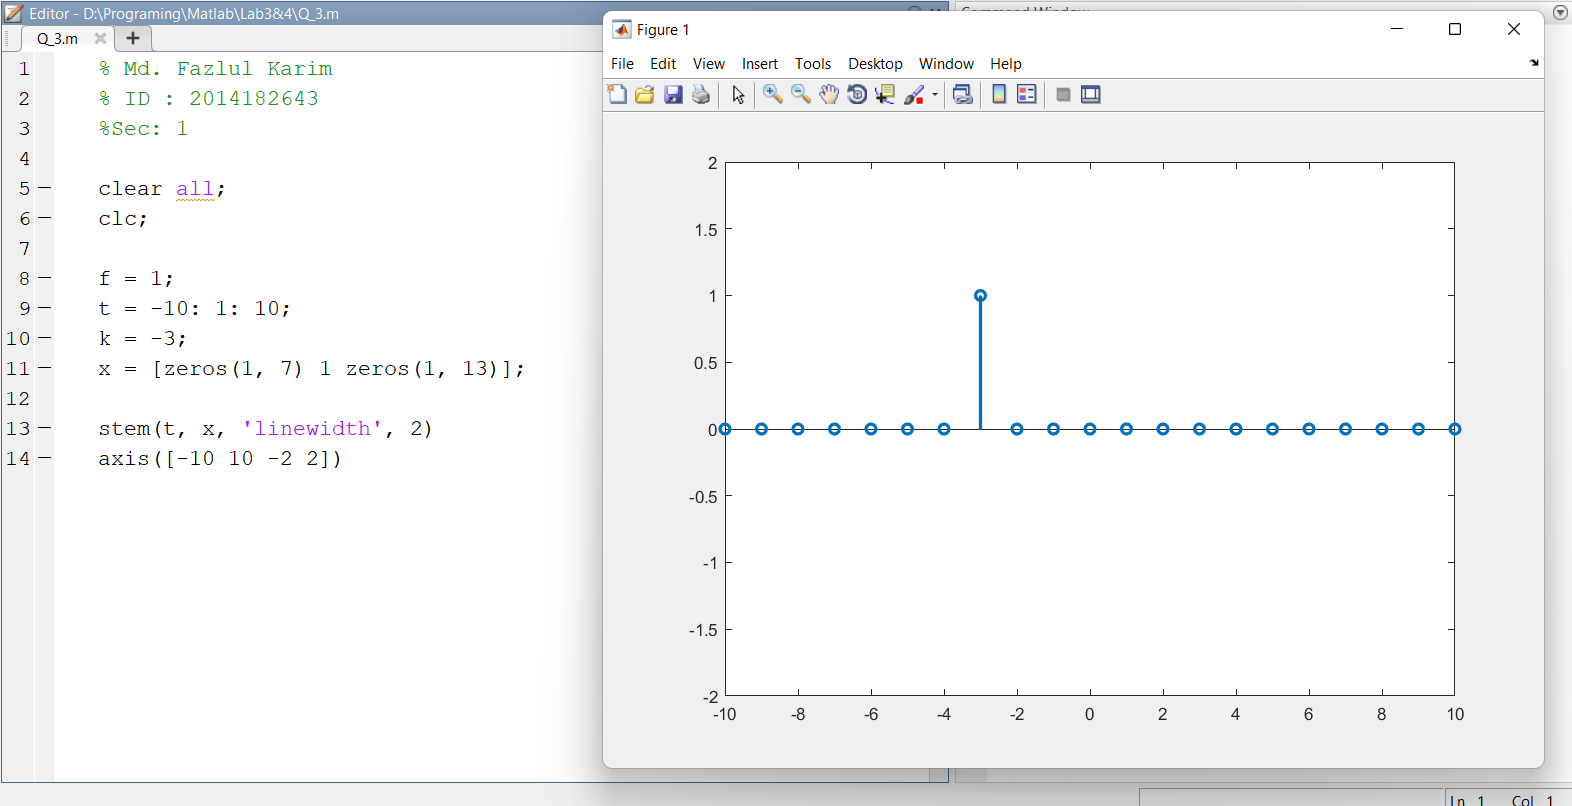 Editor - D:\Programing\Matlab\Lab3&4\Q_3.m
Q_3.m
1 % Md. Fazlul Karim
2 % ID : 2014182643
3 %Sec: 1
4
5 clear all;
6 clc;
7
8 f = 1;
9 t = -10: 1: 10;
10 k = -3;
11 x = [zeros(1, 7) 1 zeros(1, 13)];
12
13 stem(t, x, 'linewidth', 2)
14 axis([-10 10 -2 2])
Command Window
Figure 1
File Edit View Insert Tools Desktop Window Help
2
1.5
1
0.5
0
-0.5
-1
-1.5
-2
-10 -8 -6 -4 -2 0 2 4 6 8 10
Ln 1 Col 1